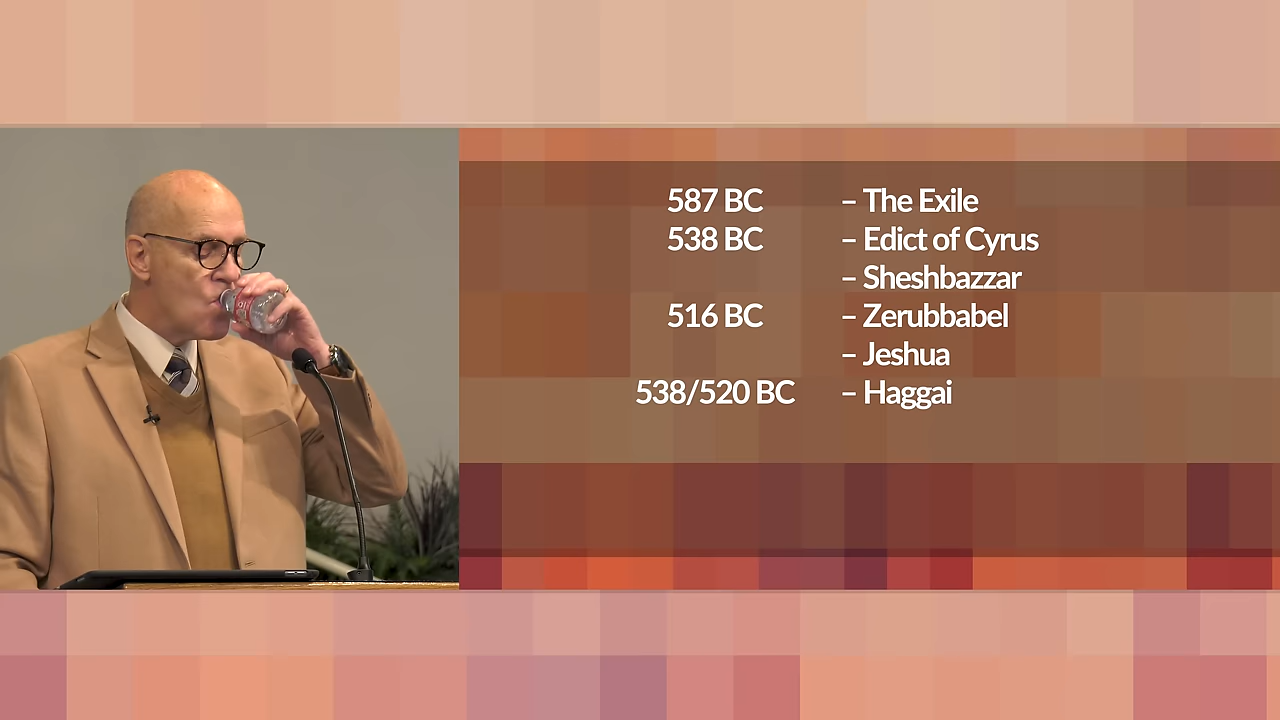 587 BC – The Exile
538 BC – Edict of Cyrus
– Sheshbazzar
516 BC – Zerubbabel
– Jeshua
538/520 BC – Haggai